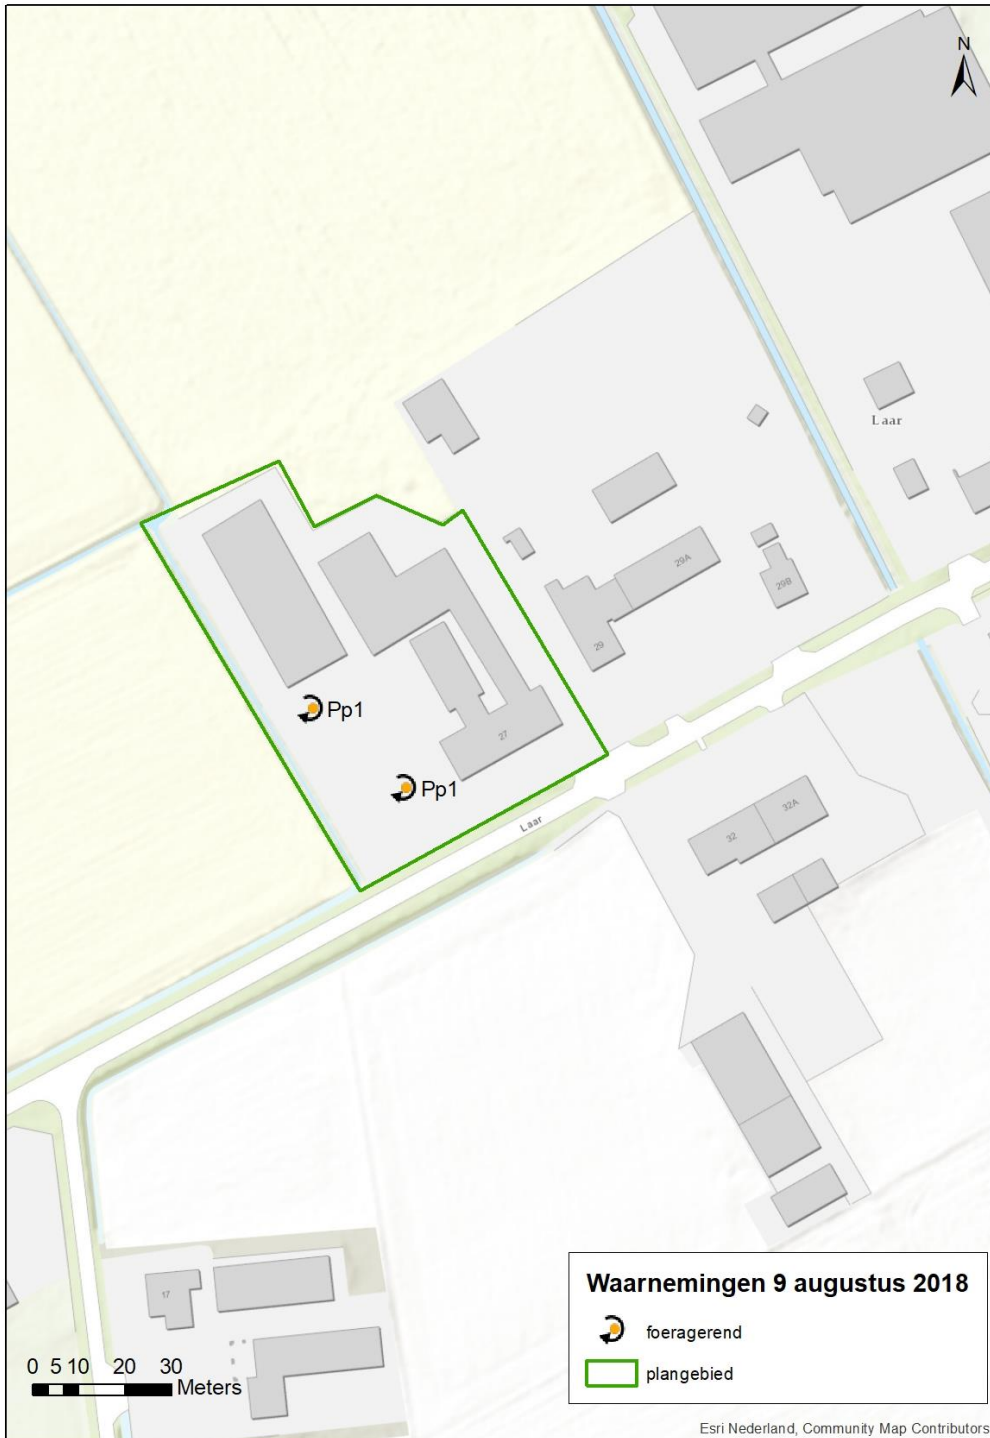 N
Laar
29A
29B
29
27
Pp1
Pp1
Laar
32A
32
17
Waarnemingen 9 augustus 2018
foeragerend
plangebied
0 5 10 20 30
Meters
Esri Nederland, Community Map Contributors